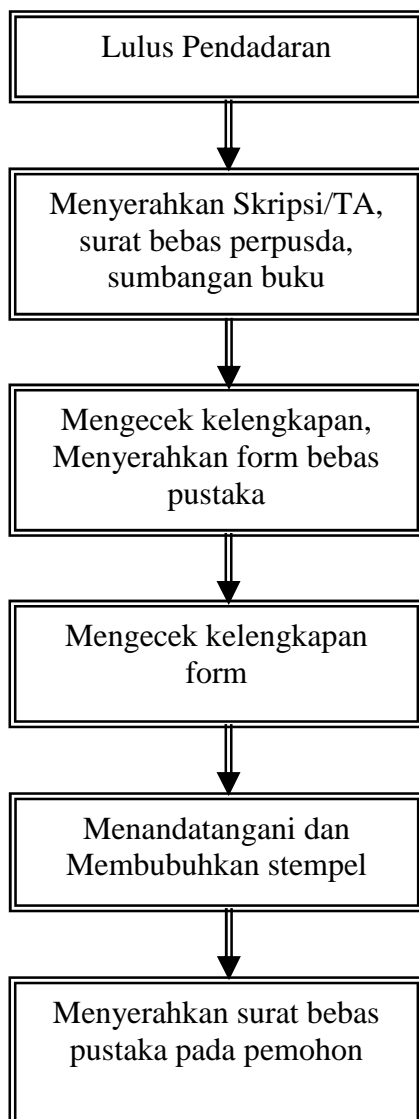 Lulus Pendadaran
Menyerahkan Skripsi/TA,
surat bebas perpusda,
sumbangan buku
Mengecek kelengkapan,
Menyerahkan form bebas
pustaka
Mengecek kelengkapan
form
Menandatangani dan
Membubuhkan stempel
Menyerahkan surat bebas
pustaka pada pemohon